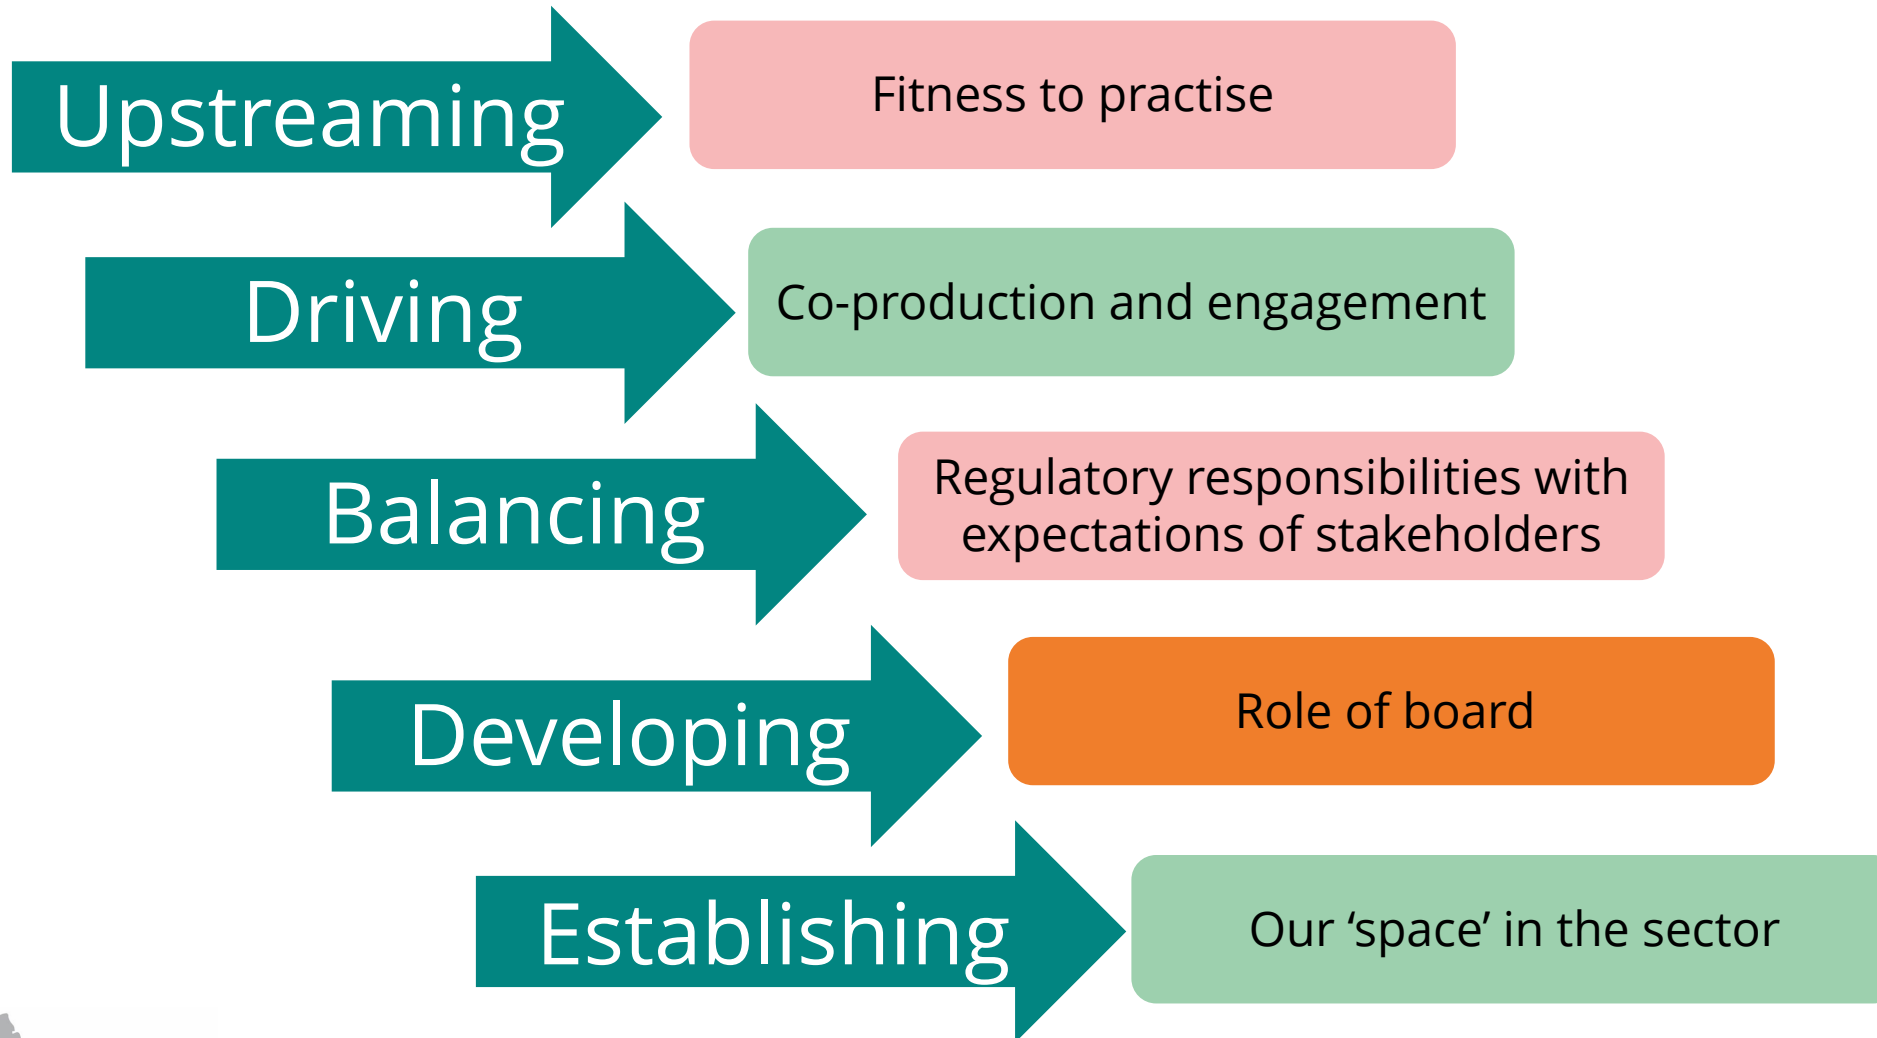 Upstreaming
Fitness to practise
Driving
Co-production and engagement
Balancing
Regulatory responsibilities with
expectations of stakeholders
Developing
Role of board
Establishing
Our ‘space’ in the sector